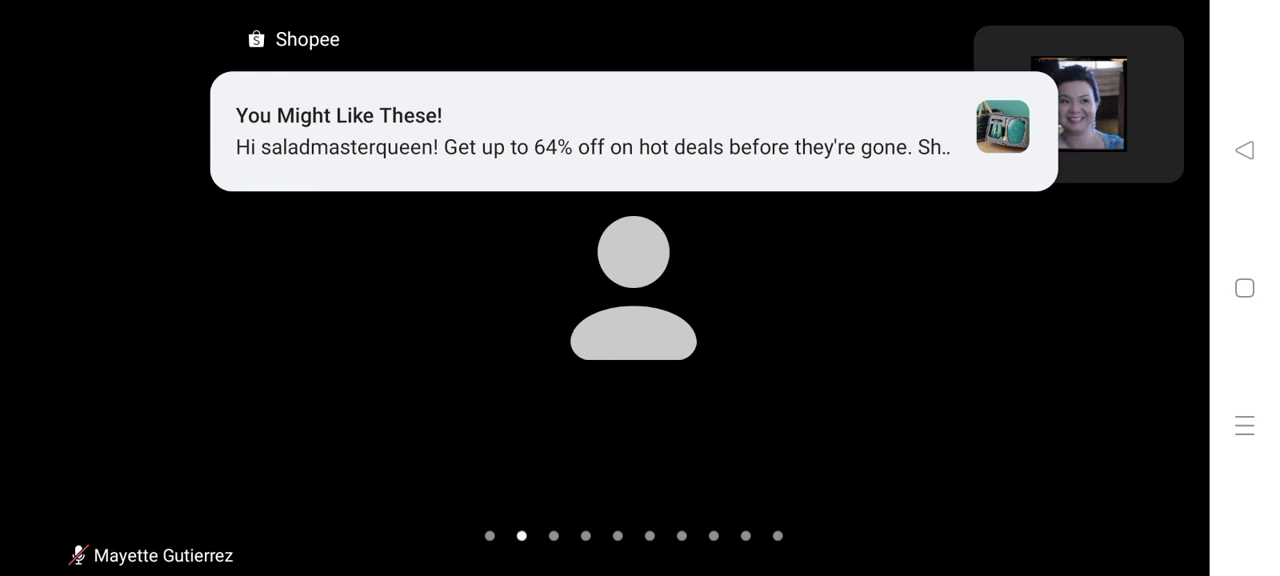 Shopee
You Might Like These!
Hi saladmasterqueen! Get up to 64% off on hot deals before they're gone. Sh..
Mayette Gutierrez